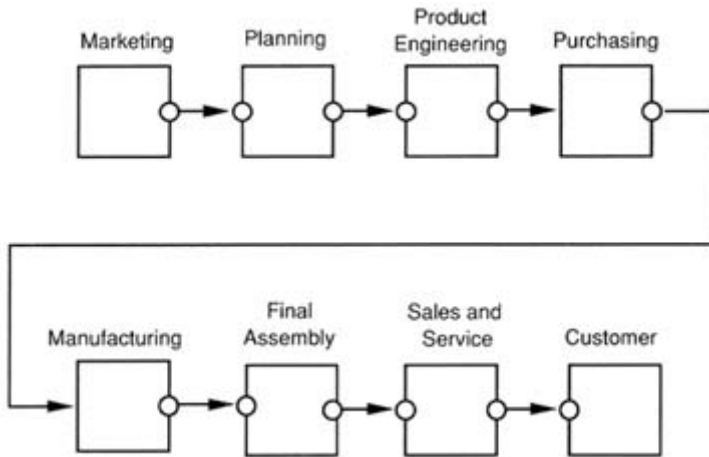 Marketing
Planning
Product
Engineering
Purchasing
Manufacturing
Final
Assembly
Sales and
Service
Customer